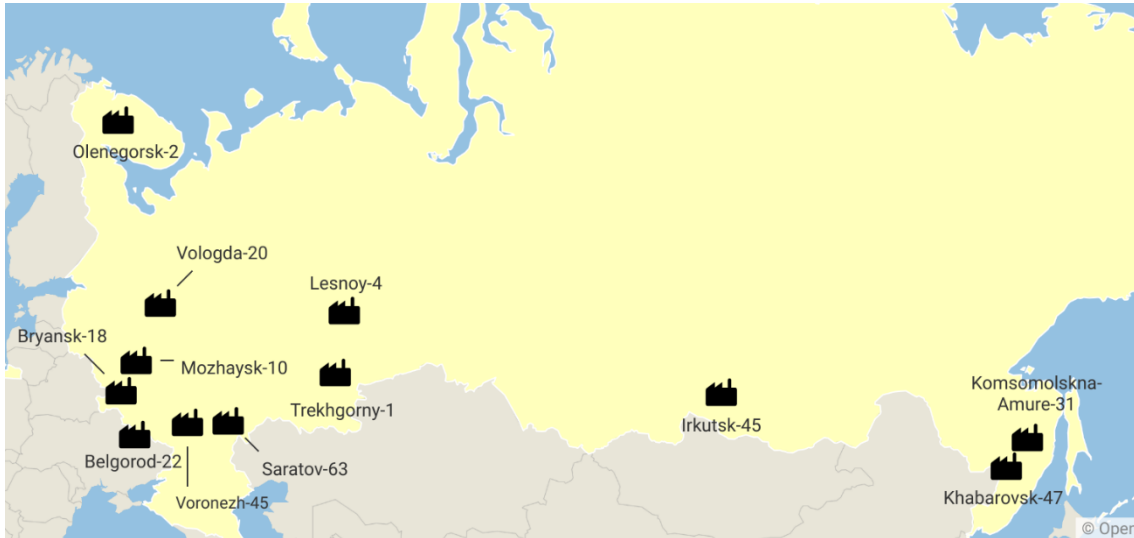 Olenegorsk-2
Vologda-20
Lesnoy-4
Bryansk-18
Mozhaysk-10
Trekhgorny-1
Belgorod-22
Saratov-63
Voronezh-45
Irkutsk-45
Komsomolskna-
Amure-31
Khabarovsk-47
© Oper